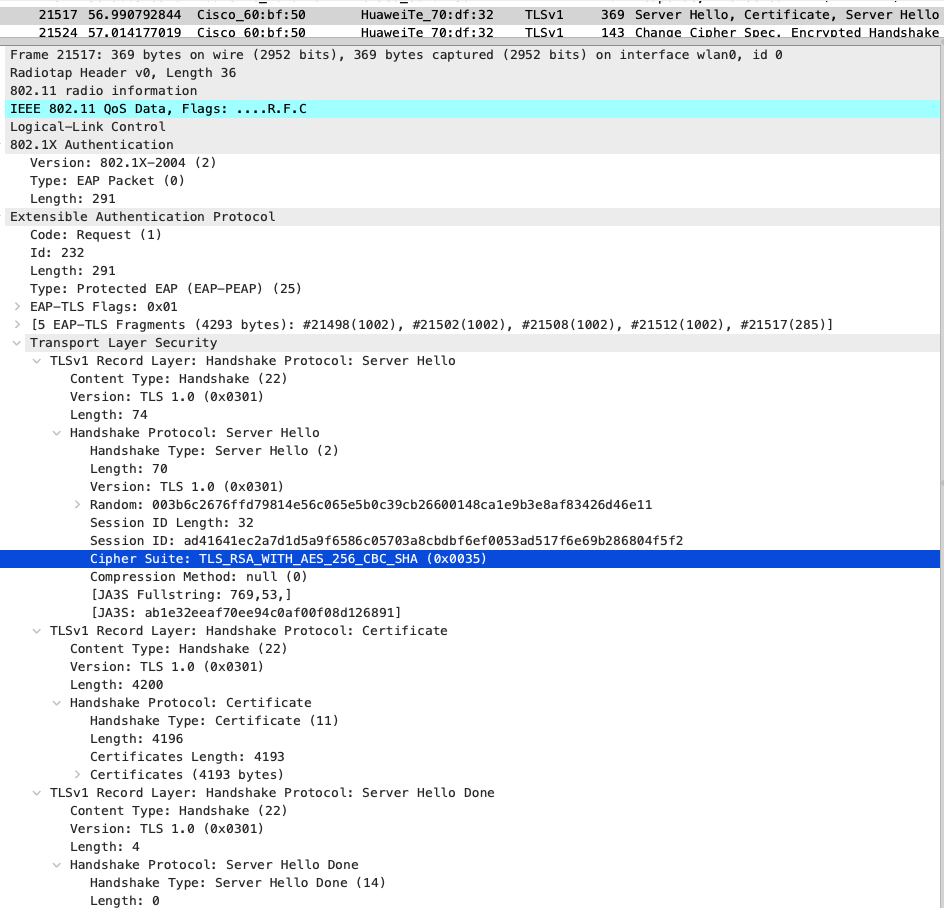 21517 56.990792844 Cisco_60:bf:50 HuaweiTe_70:df:32 TLSv1 369 Server Hello, Certificate, Server Hello
21524 57.014177019 Cisco_60:bf:50 HuaweiTe_70:df:32 TLSv1 143 Change Cipher Spec, Encrypted Handshake
Frame 21517: 369 bytes on wire (2952 bits), 369 bytes captured (2952 bits) on interface wlan0, id 0
Radiotap Header v0, Length 36
802.11 radio information
IEEE 802.11 QoS Data, Flags: ....R.F.C
Logical-Link Control
802.1X Authentication
Version: 802.1X-2004 (2)
Type: EAP Packet (0)
Length: 291
Extensible Authentication Protocol
Code: Request (1)
Id: 232
Length: 291
Type: Protected EAP (EAP-PEAP) (25)
EAP-TLS Flags: 0x01
[5 EAP-TLS Fragments (4293 bytes): #21498(1002), #21502(1002), #21508(1002), #21512(1002), #21517(285)]
Transport Layer Security
TLSv1 Record Layer: Handshake Protocol: Server Hello
Content Type: Handshake (22)
Version: TLS 1.0 (0x0301)
Length: 74
Handshake Protocol: Server Hello
Handshake Type: Server Hello (2)
Length: 70
Version: TLS 1.0 (0x0301)
Random: 003b6c2676ffd79814e56c065e5b0c39cb26600148ca1e9b3e8af83426d46e11
Session ID Length: 32
Session ID: ad41641ec2a7d1d5a9f6586c05703a8cbdbf6ef0053ad517f6e69b286804f5f2
Cipher Suite: TLS_RSA_WITH_AES_256_CBC_SHA (0x0035)
Compression Method: null (0)
[JA3S Fullstring: 769,53,]
[JA3S: ab1e32eeaf70ee94c0af00f08d126891]
TLSv1 Record Layer: Handshake Protocol: Certificate
Content Type: Handshake (22)
Version: TLS 1.0 (0x0301)
Length: 4200
Handshake Protocol: Certificate
Handshake Type: Certificate (11)
Length: 4196
Certificates Length: 4193
Certificates (4193 bytes)
TLSv1 Record Layer: Handshake Protocol: Server Hello Done
Content Type: Handshake (22)
Version: TLS 1.0 (0x0301)
Length: 4
Handshake Protocol: Server Hello Done
Handshake Type: Server Hello Done (14)
Length: 0